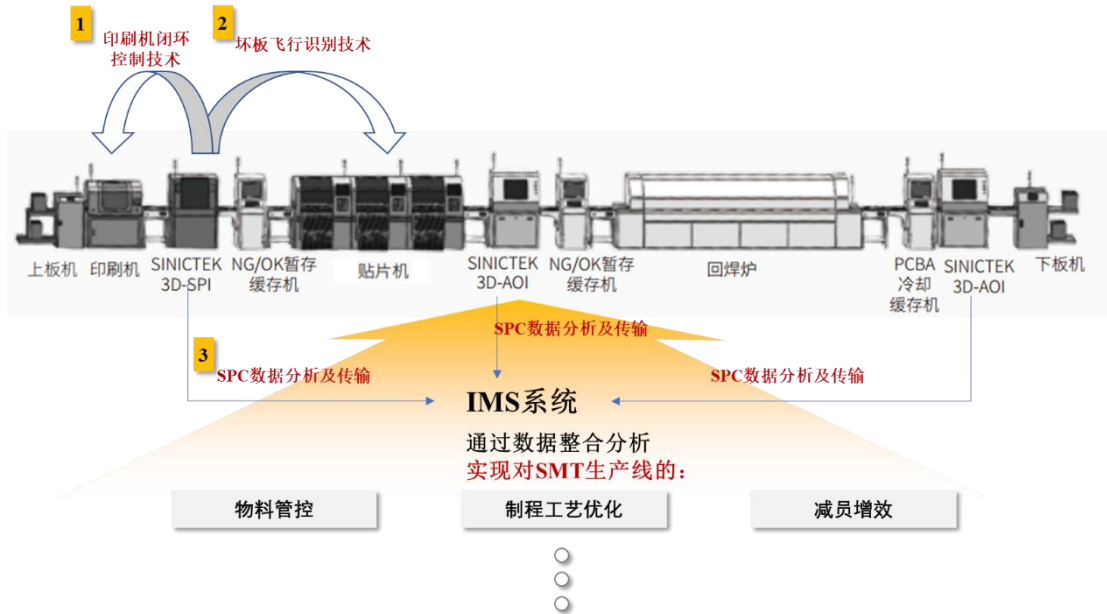 1
印刷机闭环
控制技术
2
坏板飞行识别技术
上板机
印刷机
SINICTEK
3D-SPI
NG/OK暂存
缓存机
贴片机
SINICTEK
3D-AOI
NG/OK暂存
缓存机
回焊炉
PCBA
冷却
缓存机
SINICTEK
3D-AOI
下板机
SPC数据分析及传输
3
SPC数据分析及传输
SPC数据分析及传输
IMS系统
通过数据整合分析
实现对SMT生产线的：
物料管控
制程工艺优化
减员增效